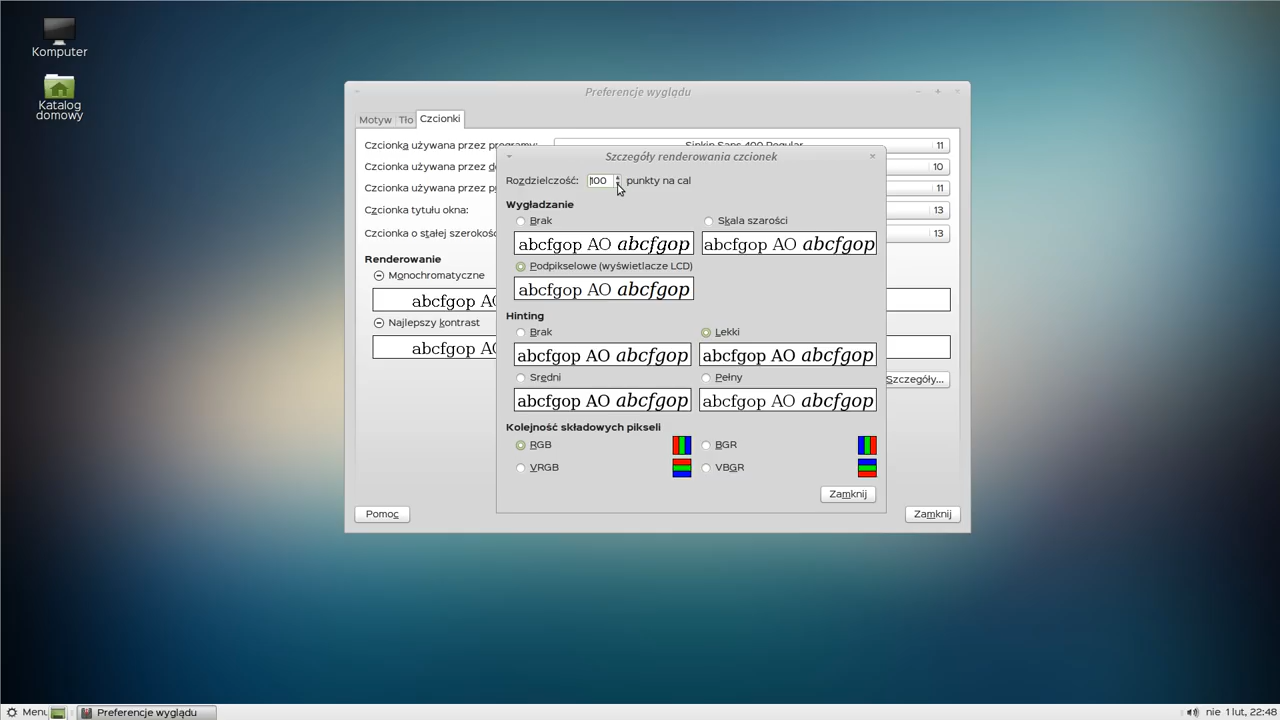 Komputer
Katalog
domowy
Preferencje wyglądu
Motyw Tło Czcionki
Czcionka używana przez programy: Sinkin Sans 400 Regular 11
Czcionka używana przez d 10
Czcionka używana przez p 11
Czcionka tytułu okna: 13
Czcionka o stałej szerokoś 13
Renderowanie
Monochromatyczne
abcfgop AO
Najlepszy kontrast
abcfgop AO
Szczegóły...
Pomoc
Zamknij
Szczegóły renderowania czcionek
Rozdzielczość: 100 punkty na cal
Wygładzanie
Brak Skala szarości
abcfgop AO abcfgop abcfgop AO abcfgop
Podpikselowe (wyświetlacze LCD)
abcfgop AO abcfgop
Hinting
Brak Lekki
abcfgop AO abcfgop abcfgop AO abcfgop
Średni Pełny
abcfgop AO abcfgop abcfgop AO abcfgop
Kolejność składowych pikseli
RGB BGR
VRGB VBGR
Zamknij
Menu Preferencje wyglądu nie 1 lut, 22:48